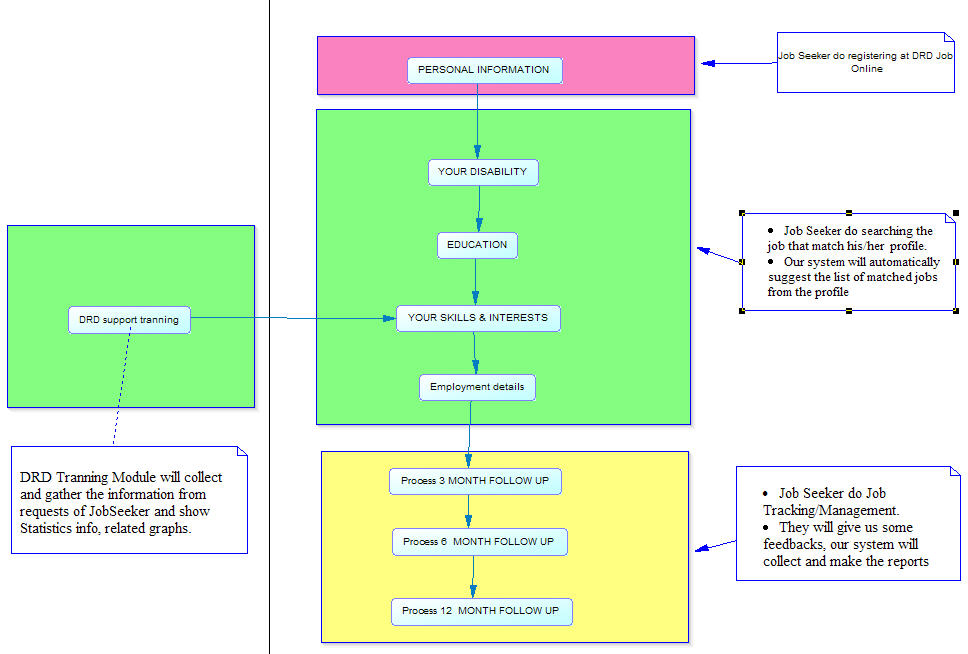 PERSONAL INFORMATION
Job Seeker do registering at DRD Job
Online
YOUR DISABILITY
EDUCATION
• Job Seeker do searching the
job that match his/her profile.
• Our system will automatically
suggest the list of matched jobs
from the profile
DRD support tranning
YOUR SKILLS & INTERESTS
Employment details
DRD Tranning Module will collect
and gather the information from
requests of JobSeeker and show
Statistics info, related graphs.
Process 3 MONTH FOLLOW UP
Process 6 MONTH FOLLOW UP
Process 12 MONTH FOLLOW UP
• Job Seeker do Job
Tracking/Management.
• They will give us some
feedbacks, our system will
collect and make the reports